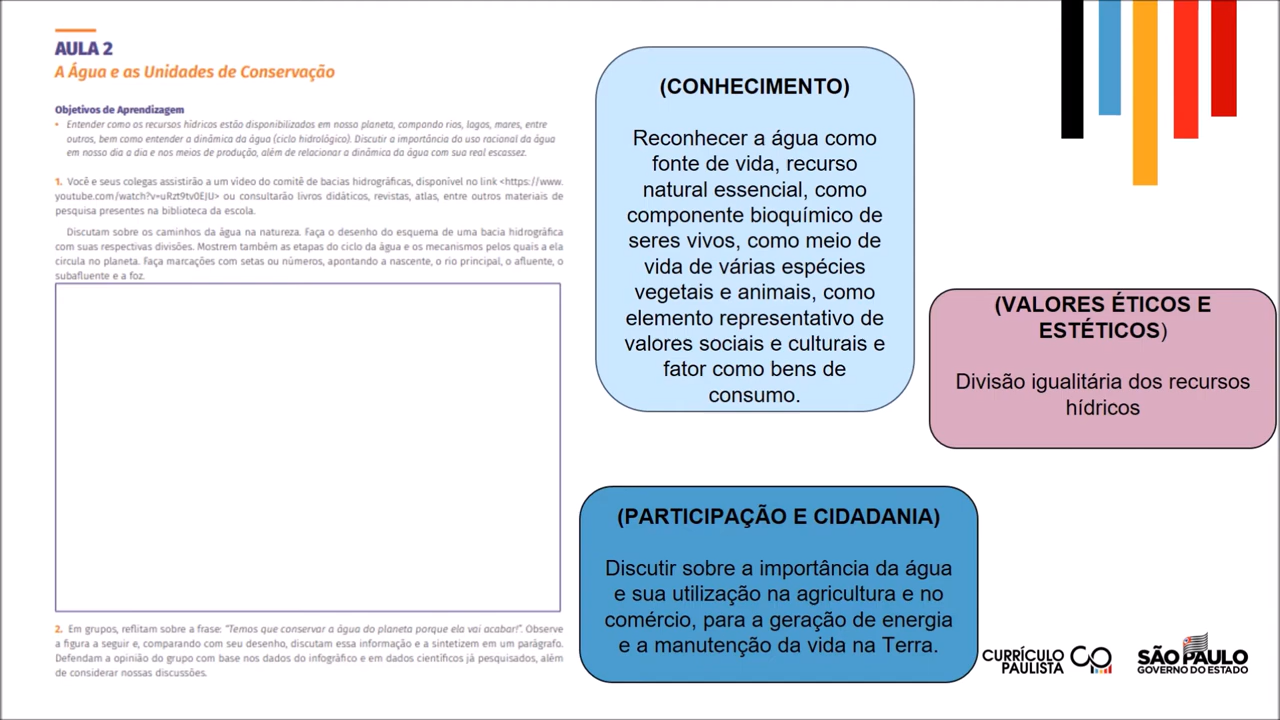 AULA 2
A Água e as Unidades de Conservação
Objetivos de Aprendizagem
• Entender como os recursos hídricos estão disponibilizados em nosso planeta, compondo rios, lagos, mares, entre
outros, bem como entender a dinâmica da água (ciclo hidrológico). Discutir a importância do uso racional da água
em nosso dia a dia e nos meios de produção, além de relacionar a dinâmica da água com sua real escassez.
1. Você e seus colegas assistirão a um vídeo do comitê de bacias hidrográficas, disponível no link <https://www.
youtube.com/watch?v=uRzt9tv0EJU> ou consultarão livros didáticos, revistas, atlas, entre outros materiais de
pesquisa presentes na biblioteca da escola.
Discutam sobre os caminhos da água na natureza. Faça o desenho do esquema de uma bacia hidrográfica
com suas respectivas divisões. Mostrem também as etapas do ciclo da água e os mecanismos pelos quais a ela
circula no planeta. Faça marcações com setas ou números, apontando a nascente, o rio principal, o afluente, o
subafluente e a foz.
2. Em grupos, reflitam sobre a frase: “Temos que conservar a água do planeta porque ela vai acabar!”. Observe
a figura a seguir e, comparando com seu desenho, discutam essa informação e a sintetizem em um parágrafo.
Defendam a opinião do grupo com base nos dados do infográfico e em dados científicos já pesquisados, além
de considerar nossas discussões.
(CONHECIMENTO)
Reconhecer a água como
fonte de vida, recurso
natural essencial, como
componente bioquímico de
seres vivos, como meio de
vida de várias espécies
vegetais e animais, como
elemento representativo de
valores sociais e culturais e
fator como bens de
consumo.
(VALORES ÉTICOS E
ESTÉTICOS)
Divisão igualitária dos recursos
hídricos
(PARTICIPAÇÃO E CIDADANIA)
Discutir sobre a importância da água
e sua utilização na agricultura e no
comércio, para a geração de energia
e a manutenção da vida na Terra.
CURRÍCULO
PAULISTA
SÃO PAULO
GOVERNO DO ESTADO